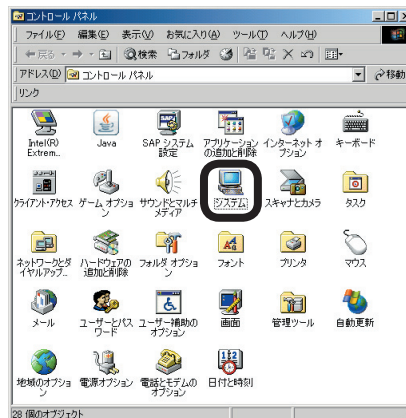 コントロール パネル
ファイル(F) 編集(E) 表示(V) お気に入り(A) ツール(T) ヘルプ(H)
戻る 検索 フォルダ
アドレス(D) コントロール パネル 移動
リンク
Intel(R) Extrem...
Java
SAP システム 設定
アプリケーション の追加と削除
インターネット オ プション
キーボード
クライアント・アクセス
ゲーム オプショ ン
サウンドとマルチ メディア
システム
スキャナとカメラ
タスク
ネットワークとダ イヤルアップ...
ハードウェアの 追加と削除
フォルダ オプショ ン
フォント
プリンタ
マウス
メール
ユーザーとパス ワード
ユーザー補助の オプション
画面
管理ツール
自動更新
地域のオプショ ン
電源オプション
電話とモデムの オプション
日付と時刻
28 個のオブジェクト